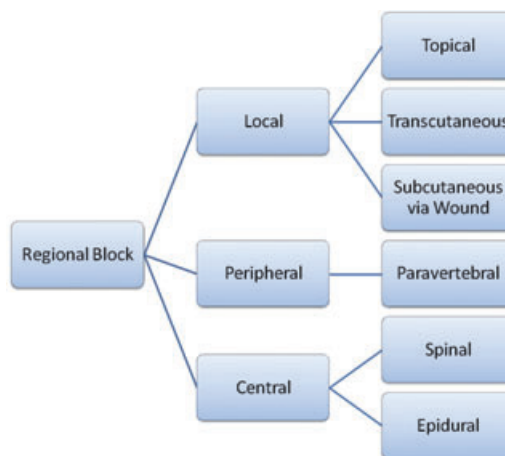 Topical
Local
Transcutaneous
Subcutaneous
via Wound
Regional Block
Peripheral
Paravertebral
Central
Spinal
Epidural